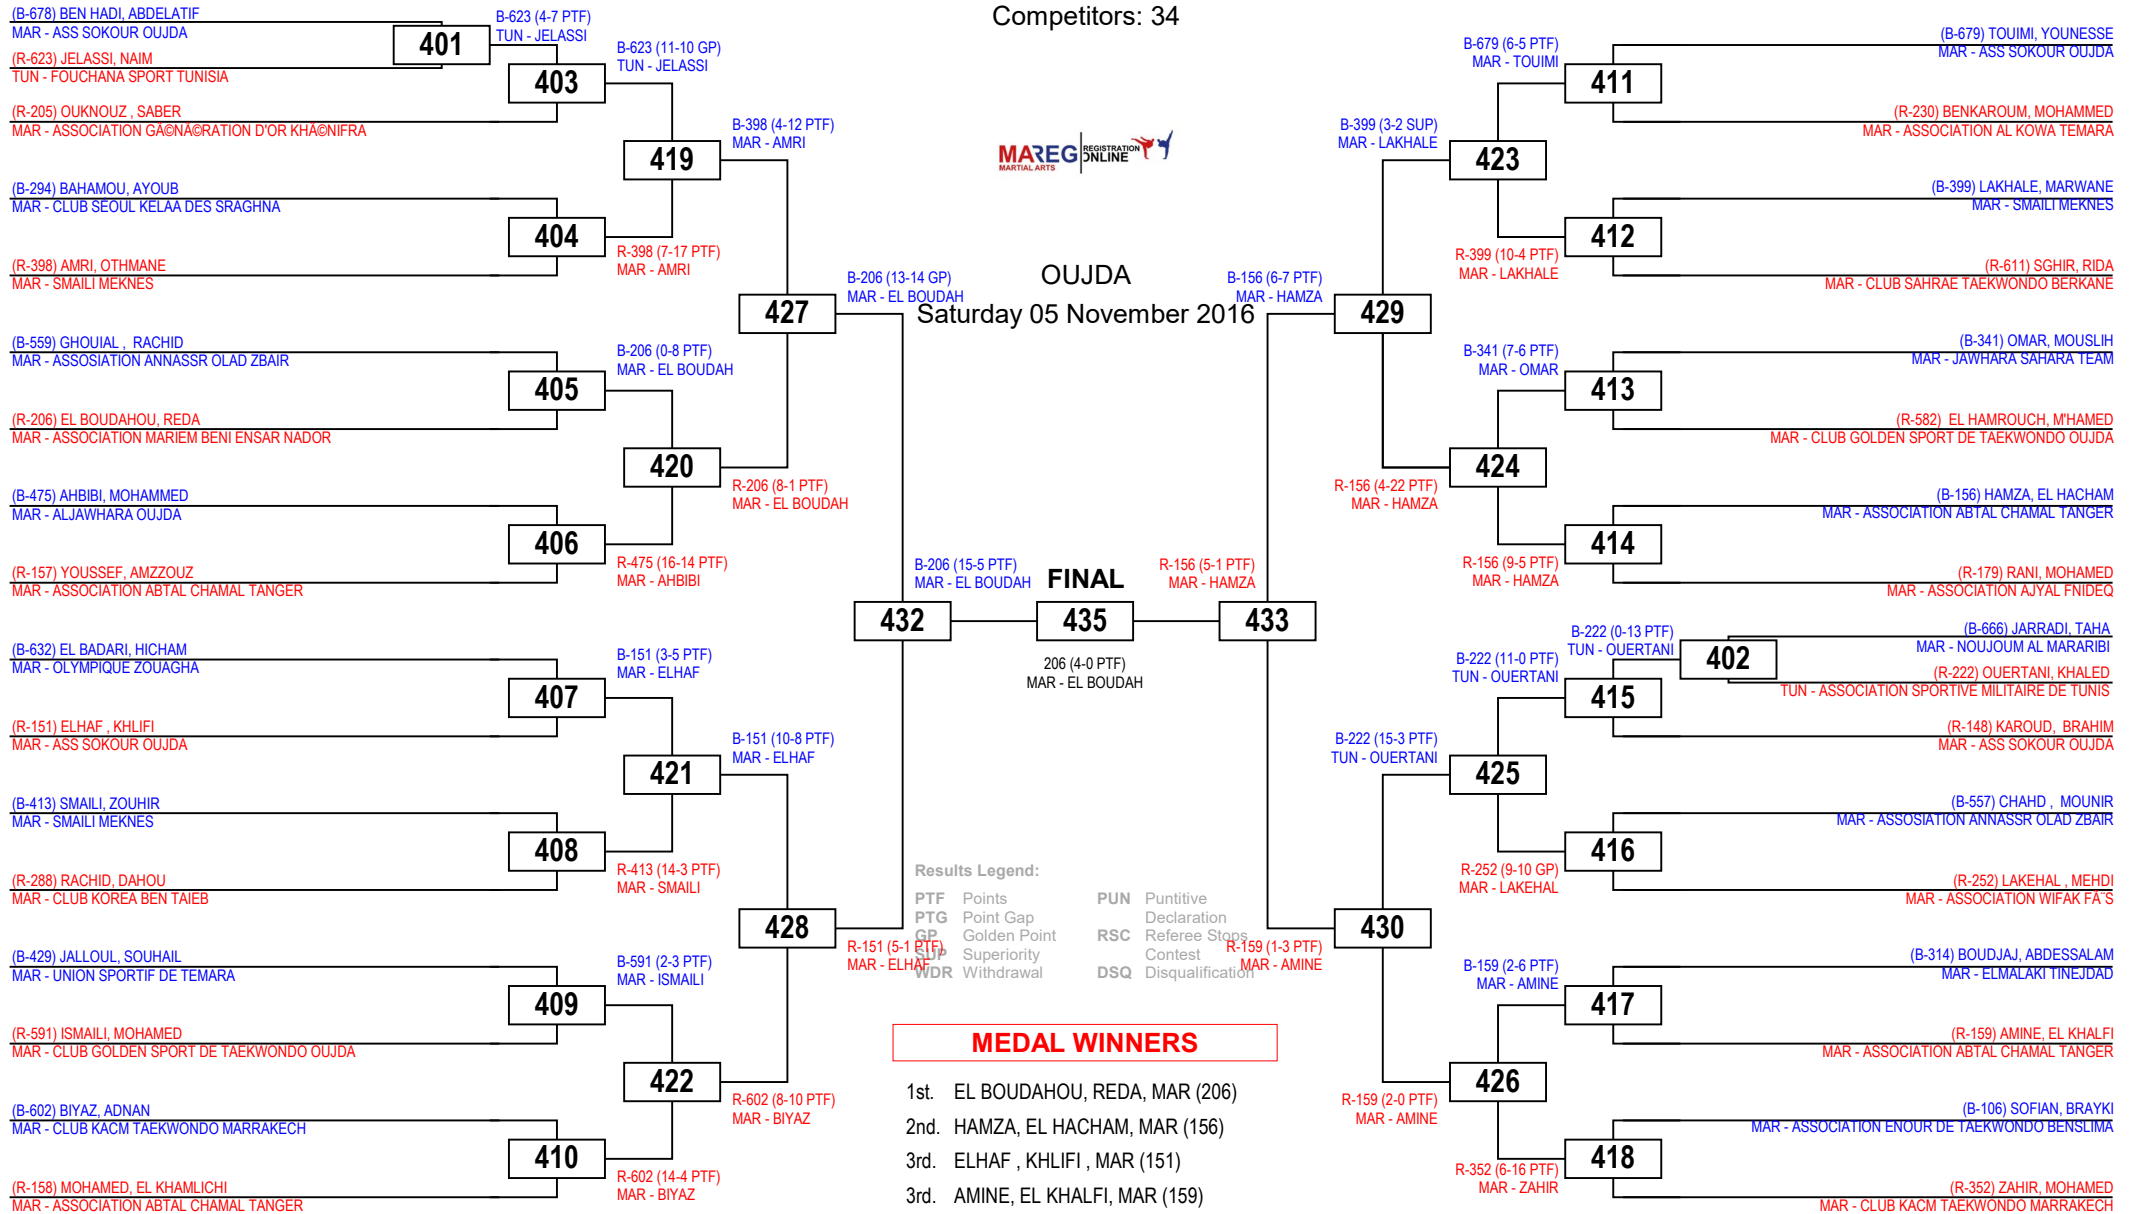 Competitors: 34
(B-678) BEN HADI, ABDELATIF
MAR - ASS SOKOUR OUJDA
401
(R-623) JELASSI, NAIM
TUN - FOUCHANA SPORT TUNISIA
B-623 (4-7 PTF)
TUN - JELASSI
403
(R-205) OUKNOUZ , SABER
MAR - ASSOCIATION GÃ©NÃ©RATION D'OR KHÃ©NIFRA
B-623 (11-10 GP)
TUN - JELASSI
419
(B-294) BAHAMOU, AYOUB
MAR - CLUB SÉOUL KELAA DES SRAGHNA
404
(R-398) AMRI, OTHMANE
MAR - SMAILI MEKNES
R-398 (7-17 PTF)
MAR - AMRI
B-398 (4-12 PTF)
MAR - AMRI
427
(B-559) GHOUIAL , RACHID
MAR - ASSOSIATION ANNASSR OLAD ZBAIR
405
(R-206) EL BOUDAHOU, REDA
MAR - ASSOCIATION MARIEM BENI ENSAR NADOR
B-206 (0-8 PTF)
MAR - EL BOUDAH
420
(B-475) AHBIBI, MOHAMMED
MAR - ALJAWHARA OUJDA
406
(R-157) YOUSSEF, AMZZOUZ
MAR - ASSOCIATION ABTAL CHAMAL TANGER
R-475 (16-14 PTF)
MAR - AHBIBI
R-206 (8-1 PTF)
MAR - EL BOUDAH
B-206 (13-14 GP)
MAR - EL BOUDAH
432
(B-632) EL BADARI, HICHAM
MAR - OLYMPIQUE ZOUAGHA
407
(R-151) ELHAF , KHLIFI
MAR - ASS SOKOUR OUJDA
B-151 (3-5 PTF)
MAR - ELHAF
421
(B-413) SMAILI, ZOUHIR
MAR - SMAILI MEKNES
408
(R-288) RACHID, DAHOU
MAR - CLUB KOREA BEN TAIEB
R-413 (14-3 PTF)
MAR - SMAILI
B-151 (10-8 PTF)
MAR - ELHAF
428
(B-429) JALLOUL, SOUHAIL
MAR - UNION SPORTIF DE TEMARA
409
(R-591) ISMAILI, MOHAMED
MAR - CLUB GOLDEN SPORT DE TAEKWONDO OUJDA
B-591 (2-3 PTF)
MAR - ISMAILI
422
(B-602) BIYAZ, ADNAN
MAR - CLUB KACM TAEKWONDO MARRAKECH
410
(R-158) MOHAMED, EL KHAMLICHI
MAR - ASSOCIATION ABTAL CHAMAL TANGER
R-602 (14-4 PTF)
MAR - BIYAZ
R-602 (8-10 PTF)
MAR - BIYAZ
R-151 (5-1 PTF)
MAR - ELHAF
MAREG REGISTRATION ONLINE
MARTIAL ARTS
OUJDA
Saturday 05 November 2016
B-206 (15-5 PTF)
MAR - EL BOUDAH
FINAL
435
206 (4-0 PTF)
MAR - EL BOUDAH
R-156 (5-1 PTF)
MAR - HAMZA
433
(B-679) TOUIMI, YOUNESSE
MAR - ASS SOKOUR OUJDA
411
(R-230) BENKAROUM, MOHAMMED
MAR - ASSOCIATION AL KOWA TEMARA
B-679 (6-5 PTF)
MAR - TOUIMI
423
(B-399) LAKHALE, MARWANE
MAR - SMAILI MEKNES
412
(R-611) SGHIR, RIDA
MAR - CLUB SAHRAE TAEKWONDO BERKANE
R-399 (10-4 PTF)
MAR - LAKHALE
B-399 (3-2 SUP)
MAR - LAKHALE
429
(B-341) OMAR, MOUSLIH
MAR - JAWHARA SAHARA TEAM
413
(R-582) EL HAMROUCH, M'HAMED
MAR - CLUB GOLDEN SPORT DE TAEKWONDO OUJDA
B-341 (7-6 PTF)
MAR - OMAR
424
(B-156) HAMZA, EL HACHAM
MAR - ASSOCIATION ABTAL CHAMAL TANGER
414
(R-179) RANI, MOHAMED
MAR - ASSOCIATION AJYAL FNIDEQ
R-156 (9-5 PTF)
MAR - HAMZA
R-156 (4-22 PTF)
MAR - HAMZA
B-156 (6-7 PTF)
MAR - HAMZA
(B-666) JARRADI, TAHA
MAR - NOUJOUM AL MARARIBI
402
(R-222) OUERTANI, KHALED
TUN - ASSOCIATION SPORTIVE MILITAIRE DE TUNIS
B-222 (0-13 PTF)
TUN - OUERTANI
415
(R-148) KAROUD, BRAHIM
MAR - ASS SOKOUR OUJDA
B-222 (11-0 PTF)
TUN - OUERTANI
425
(B-557) CHAHD , MOUNIR
MAR - ASSOSIATION ANNASSR OLAD ZBAIR
416
(R-252) LAKEHAL , MEHDI
MAR - ASSOCIATION WIFAK FÃ¨S
R-252 (9-10 GP)
MAR - LAKEHAL
B-222 (15-3 PTF)
TUN - OUERTANI
430
(B-314) BOUDJAJ, ABDESSALAM
MAR - ELMALAKI TINEJDAD
417
(R-159) AMINE, EL KHALFI
MAR - ASSOCIATION ABTAL CHAMAL TANGER
B-159 (2-6 PTF)
MAR - AMINE
426
(B-106) SOFIAN, BRAYKI
MAR - ASSOCIATION ENOUR DE TAEKWONDO BENSLIMA
418
(R-352) ZAHIR, MOHAMED
MAR - CLUB KACM TAEKWONDO MARRAKECH
R-352 (6-16 PTF)
MAR - ZAHIR
R-159 (2-0 PTF)
MAR - AMINE
R-159 (1-3 PTF)
MAR - AMINE
Results Legend:
PTF Points
PTG Point Gap
GP Golden Point
SUP Superiority
WDR Withdrawal
PUN Puntitive
Declaration
RSC Referee Stops
Contest
DSQ Disqualification
MEDAL WINNERS
1st. EL BOUDAHOU, REDA, MAR (206)
2nd. HAMZA, EL HACHAM, MAR (156)
3rd. ELHAF , KHLIFI , MAR (151)
3rd. AMINE, EL KHALFI, MAR (159)